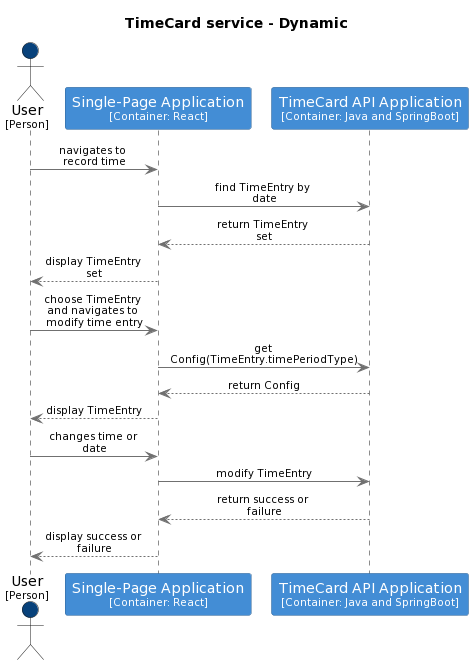 TimeCard service - Dynamic
User
[Person]
Single-Page Application
[Container: React]
TimeCard API Application
[Container: Java and SpringBoot]
navigates to
record time
find TimeEntry by
date
return TimeEntry
set
display TimeEntry
set
choose TimeEntry
and navigates to
modify time entry
get
Config(TimeEntry.timePeriodType)
return Config
display TimeEntry
changes time or
date
modify TimeEntry
return success or
failure
display success or
failure
User
[Person]
Single-Page Application
[Container: React]
TimeCard API Application
[Container: Java and SpringBoot]